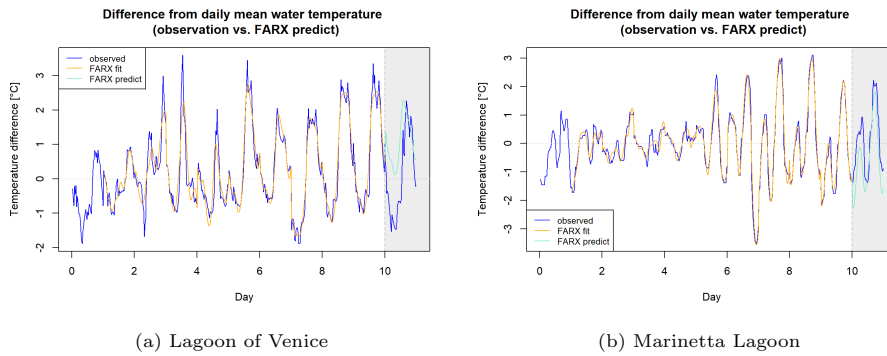 Difference from daily mean water temperature
(observation vs. FARX predict)
observed
FARX fit
FARX predict
Temperature difference [°C]
3
2
1
0
-1
-2
0
2
4
6
8
10
Day
(a) Lagoon of Venice
Difference from daily mean water temperature
(observation vs. FARX predict)
Temperature difference [°C]
3
2
1
0
-1
-2
-3
observed
FARX fit
FARX predict
0
2
4
6
8
10
Day
(b) Marinetta Lagoon